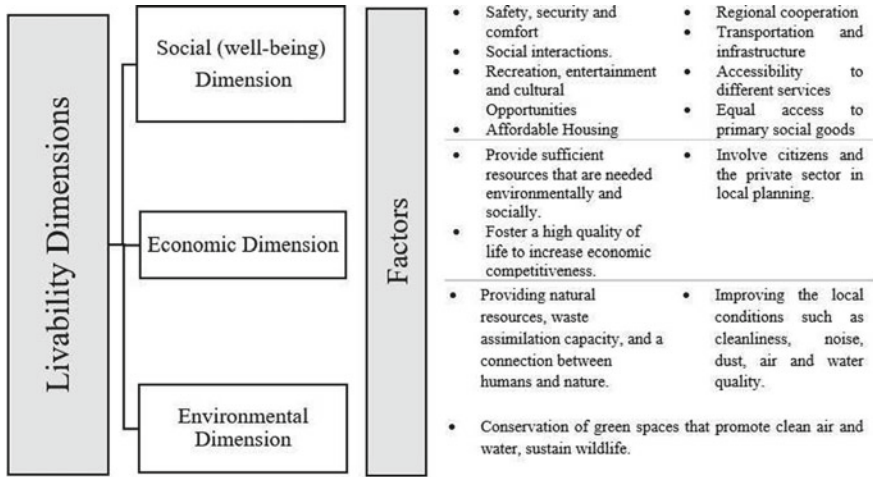 Livability Dimensions
Social (well-being)
Dimension
Economic Dimension
Environmental
Dimension
Factors
• Safety, security and
comfort
• Social interactions.
• Recreation, entertainment
and cultural
Opportunities
• Affordable Housing
• Regional cooperation
• Transportation and
infrastructure
• Accessibility to
different services
• Equal access to
primary social goods
• Provide sufficient
resources that are needed
environmentally and
socially.
• Foster a high quality of
life to increase economic
competitiveness.
• Involve citizens and
the private sector in
local planning.
• Providing natural
resources, waste
assimilation capacity, and a
connection between
humans and nature.
• Improving the local
conditions such as
cleanliness, noise,
dust, air and water
quality.
• Conservation of green spaces that promote clean air and
water, sustain wildlife.